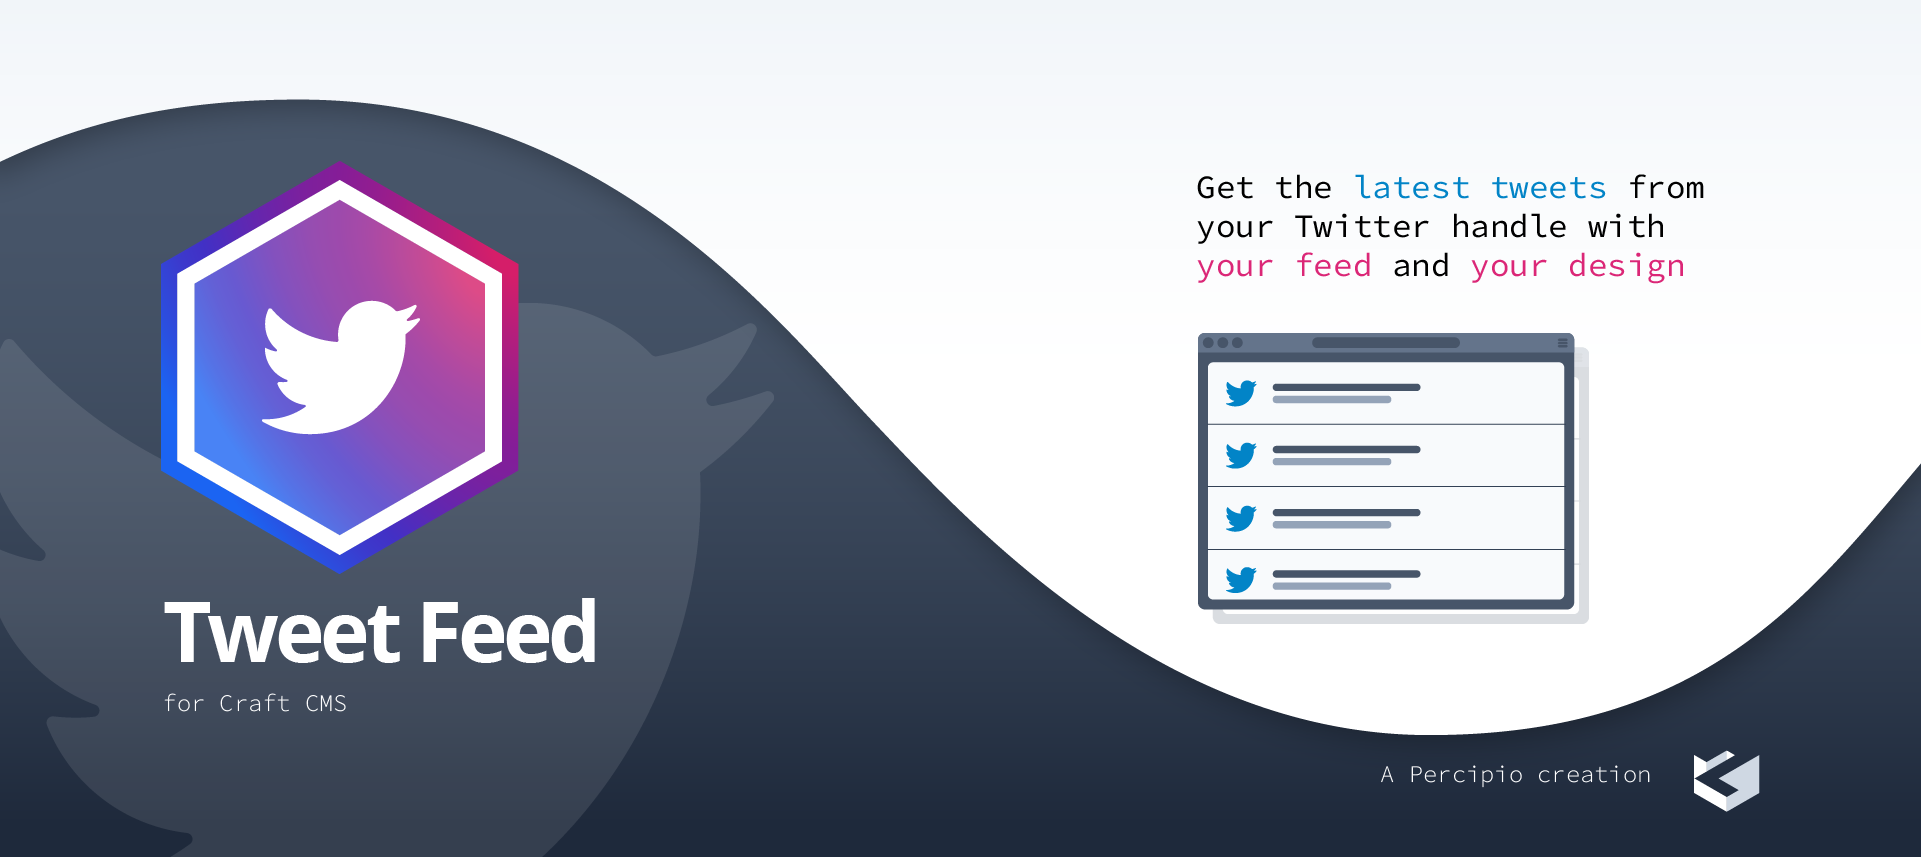 Get the latest tweets from
your Twitter handle with
your feed and your design
Tweet Feed
for Craft CMS
A Percipio creation